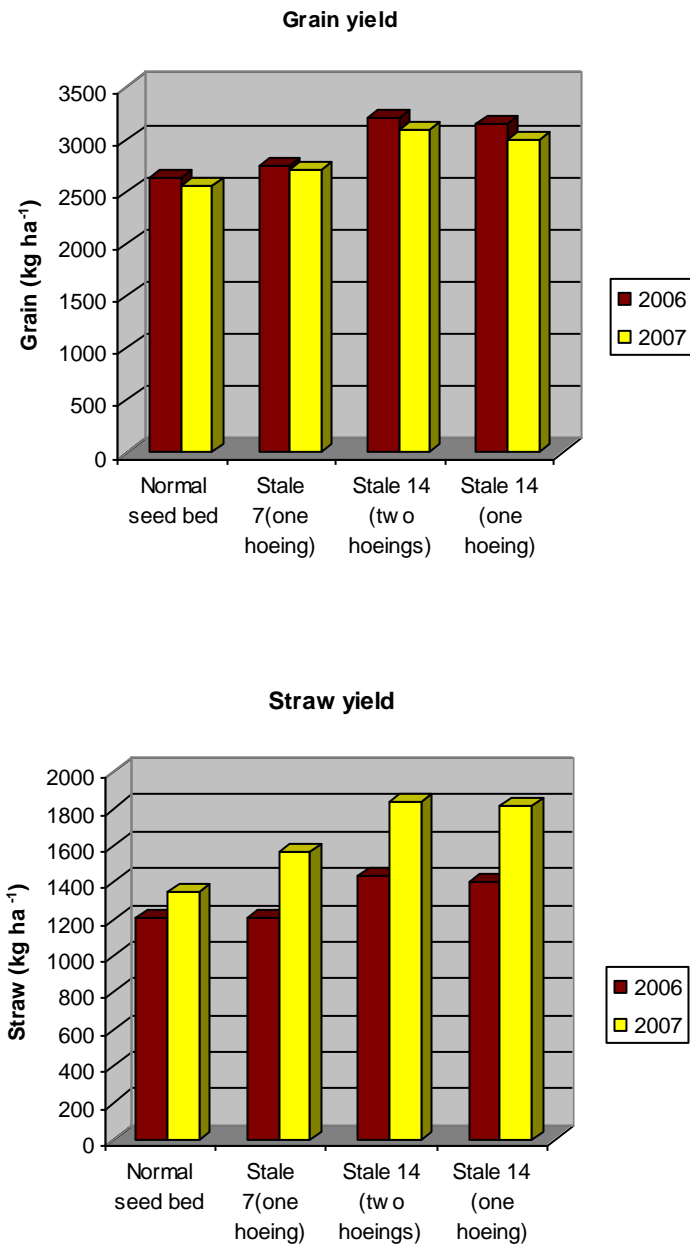 Grain yield
Grain (kg ha⁻¹)
3500
3000
2500
2000
1500
1000
500
0
Normal
seed bed
Stale
7(one
hoeing)
Stale 14
(tw o
hoeings)
Stale 14
(one
hoeing)
2006
2007
Straw yield
Straw (kg ha⁻¹)
2000
1800
1600
1400
1200
1000
800
600
400
200
0
Normal
seed bed
Stale
7(one
hoeing)
Stale 14
(tw o
hoeings)
Stale 14
(one
hoeing)
2006
2007